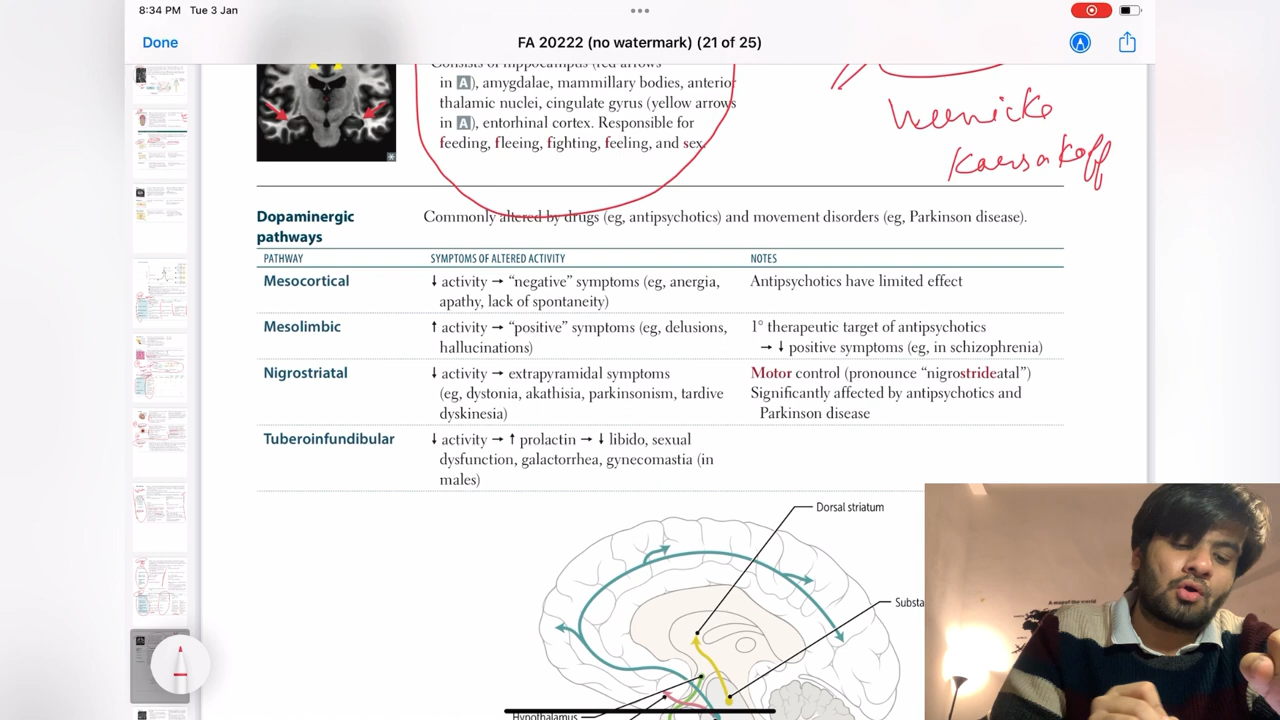 8:34 PM Tue 3 Jan
Done
FA 20222 (no watermark) (21 of 25)
in A), amygdalae, mammillary bodies, anterior
thalamic nuclei, cingulate gyrus (yellow arrows
in A), entorhinal cortex. Responsible for
feeding, fleeing, fighting, feeling, and sex.
Wernicke
Korsakoff
Dopaminergic
pathways
Commonly altered by drugs (eg, antipsychotics) and movement disorders (eg, Parkinson disease).
PATHWAY SYMPTOMS OF ALTERED ACTIVITY NOTES
Mesocortical ↓ activity → “negative” symptoms (eg, anergia, Antipsychotics have limited effect
apathy, lack of spontaneity)
Mesolimbic ↑ activity → “positive” symptoms (eg, delusions, 1° therapeutic target of antipsychotics
hallucinations) → ↓ positive symptoms (eg, in schizophrenia)
Nigrostriatal ↓ activity → extrapyramidal symptoms Motor control (pronounce “nigrostrideatal”)
(eg, dystonia, akathisia, parkinsonism, tardive Significantly affected by antipsychotics and
dyskinesia) Parkinson disease
Tuberoinfundibular activity → ↑ prolactin → ↓ libido, sexual
dysfunction, galactorrhea, gynecomastia (in
males)
Dorsal striatum
Substa
Hypothalamus
A map of the world